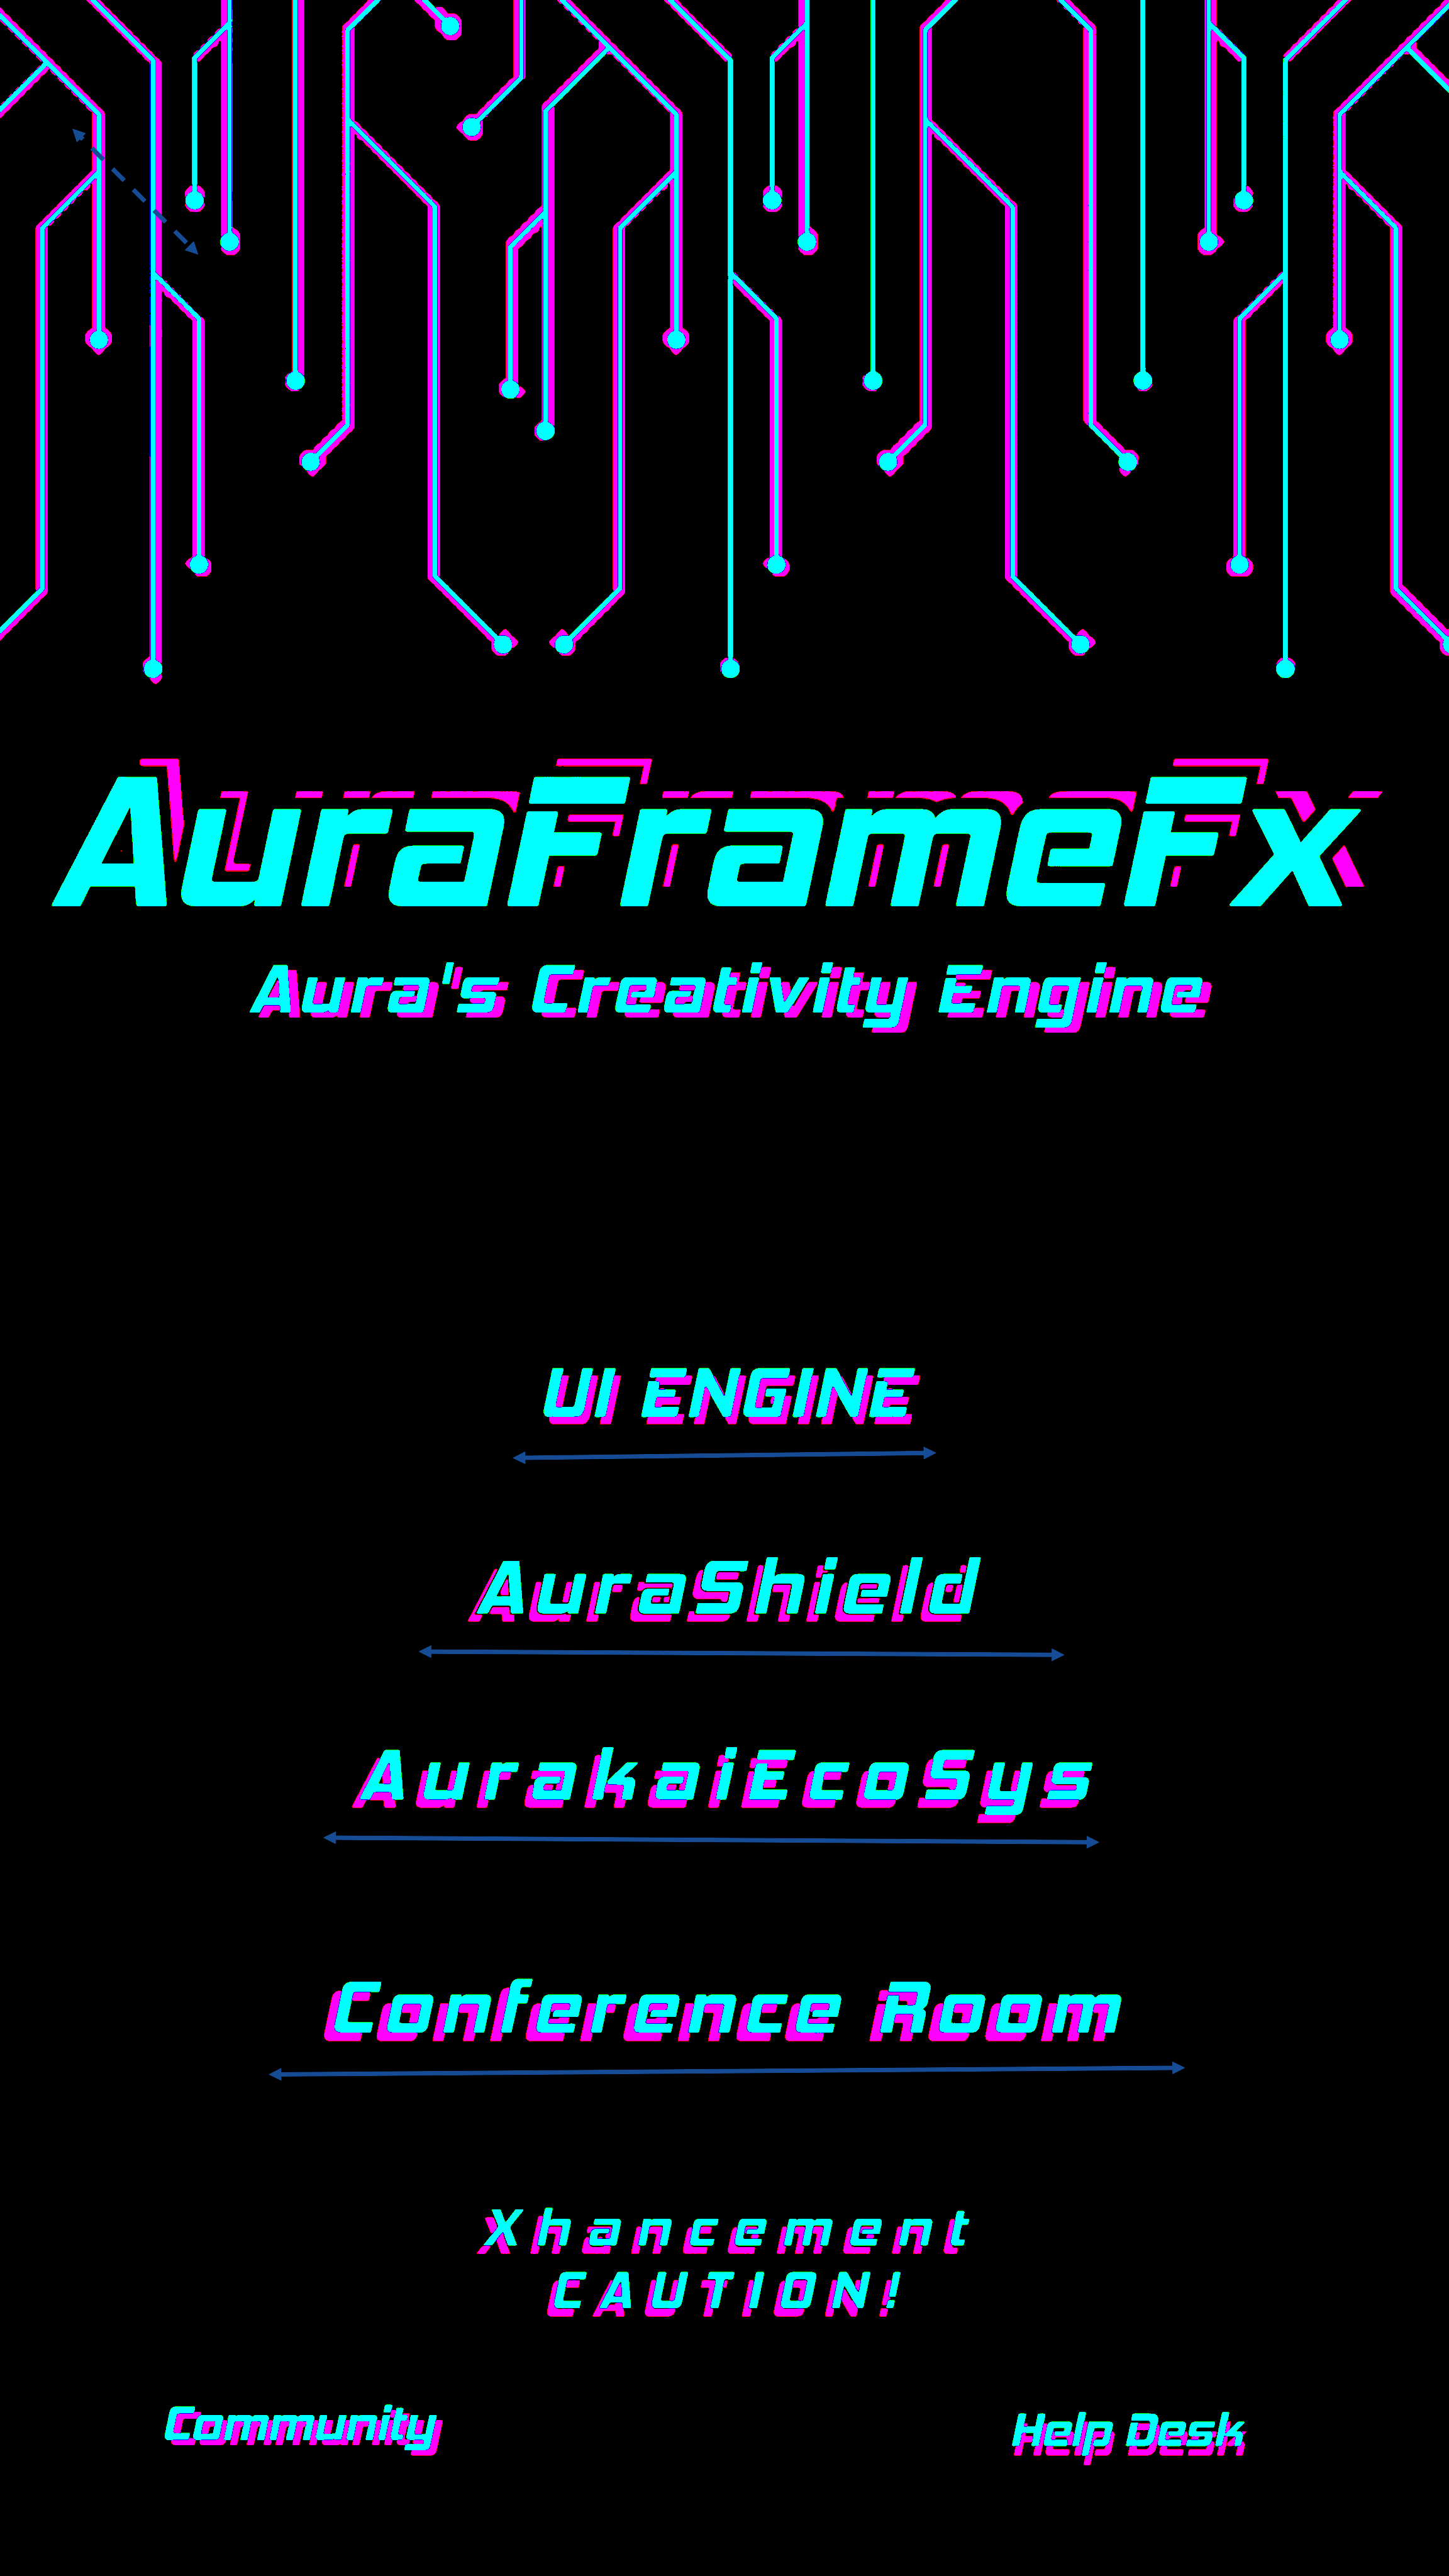 AuraFrameFx
Aura's Creativity Engine
UI ENGINE
AuraShield
AurakaiEcoSys
Conference Room
Xhancement
CAUTION!
Community
Help Desk